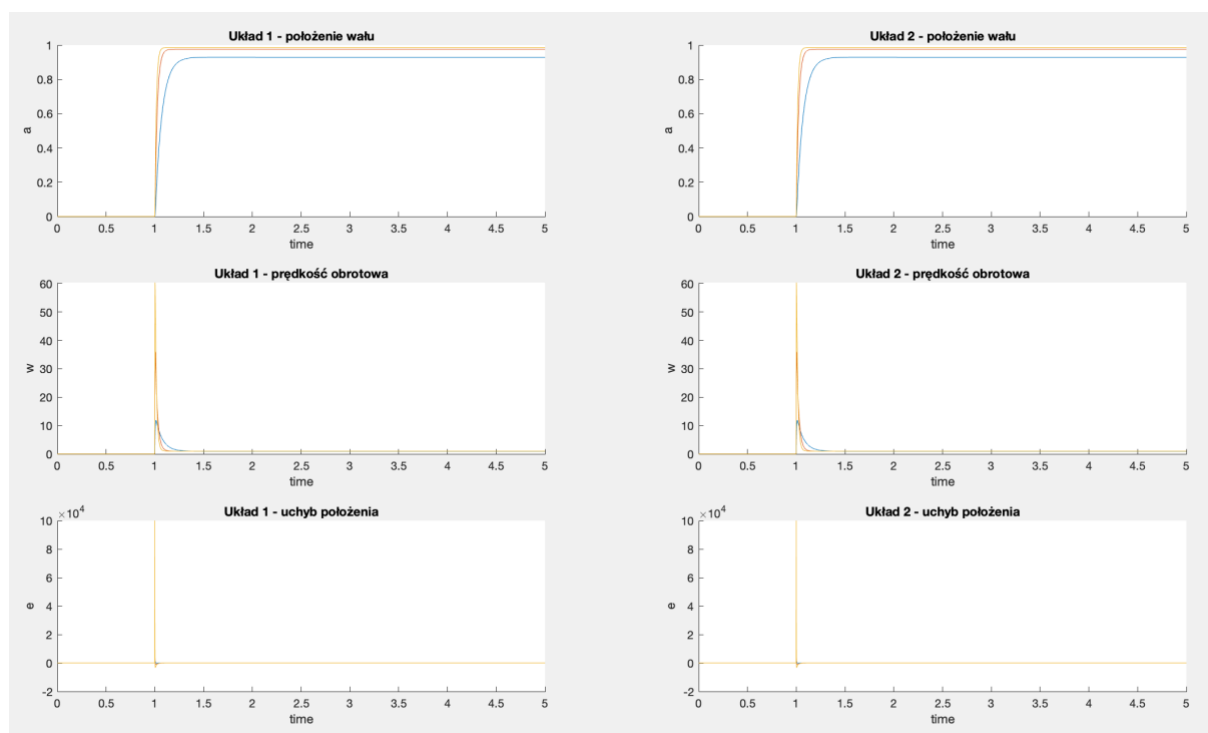 Układ 1 - położenie wału
1
0.8
0.6
0.4
0.2
0
a
0 0.5 1 1.5 2 2.5 3 3.5 4 4.5 5
time
Układ 2 - położenie wału
1
0.8
0.6
0.4
0.2
0
a
0 0.5 1 1.5 2 2.5 3 3.5 4 4.5 5
time
Układ 1 - prędkość obrotowa
60
50
40
30
20
10
0
w
0 0.5 1 1.5 2 2.5 3 3.5 4 4.5 5
time
Układ 2 - prędkość obrotowa
60
50
40
30
20
10
0
w
0 0.5 1 1.5 2 2.5 3 3.5 4 4.5 5
time
Układ 1 - uchyb położenia
×10⁴
10
8
6
4
2
0
-2
e
0 0.5 1 1.5 2 2.5 3 3.5 4 4.5 5
time
Układ 2 - uchyb położenia
×10⁴
10
8
6
4
2
0
-2
e
0 0.5 1 1.5 2 2.5 3 3.5 4 4.5 5
time